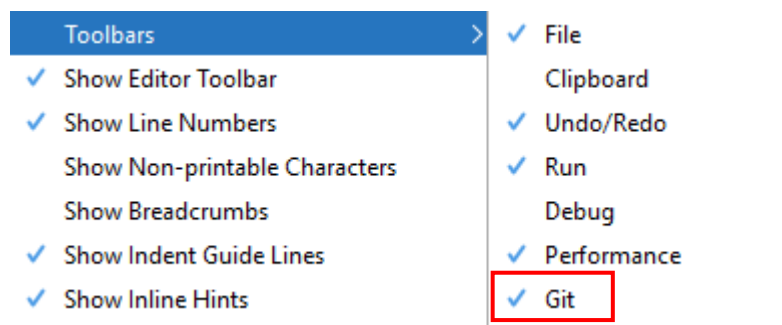 Toolbars
Show Editor Toolbar
Show Line Numbers
Show Non-printable Characters
Show Breadcrumbs
Show Indent Guide Lines
Show Inline Hints
File
Clipboard
Undo/Redo
Run
Debug
Performance
Git